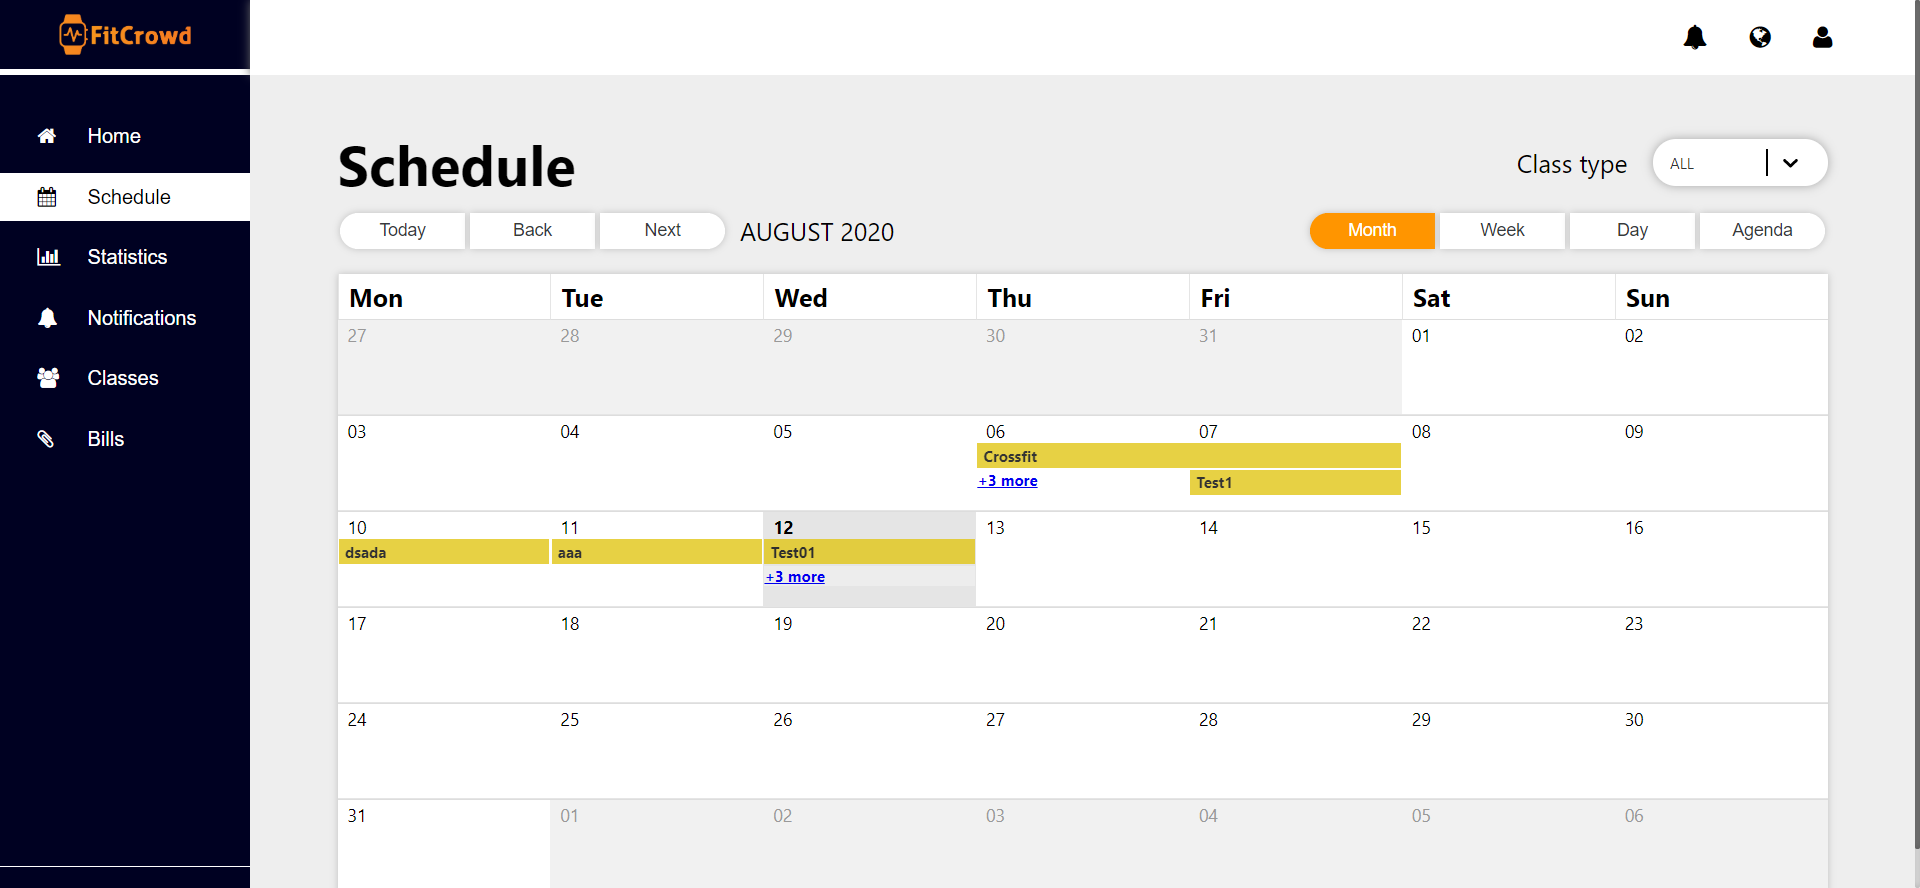 FitCrowd
Home
Schedule
Statistics
Notifications
Classes
Bills
Schedule
Class type
ALL
Today Back Next AUGUST 2020 Month Week Day Agenda
Mon Tue Wed Thu Fri Sat Sun
27 28 29 30 31 01 02
03 04 05 06 07 08 09
Crossfit
+3 more
Test1
10 11 12 13 14 15 16
dsada aaa Test01
+3 more
17 18 19 20 21 22 23
24 25 26 27 28 29 30
31 01 02 03 04 05 06